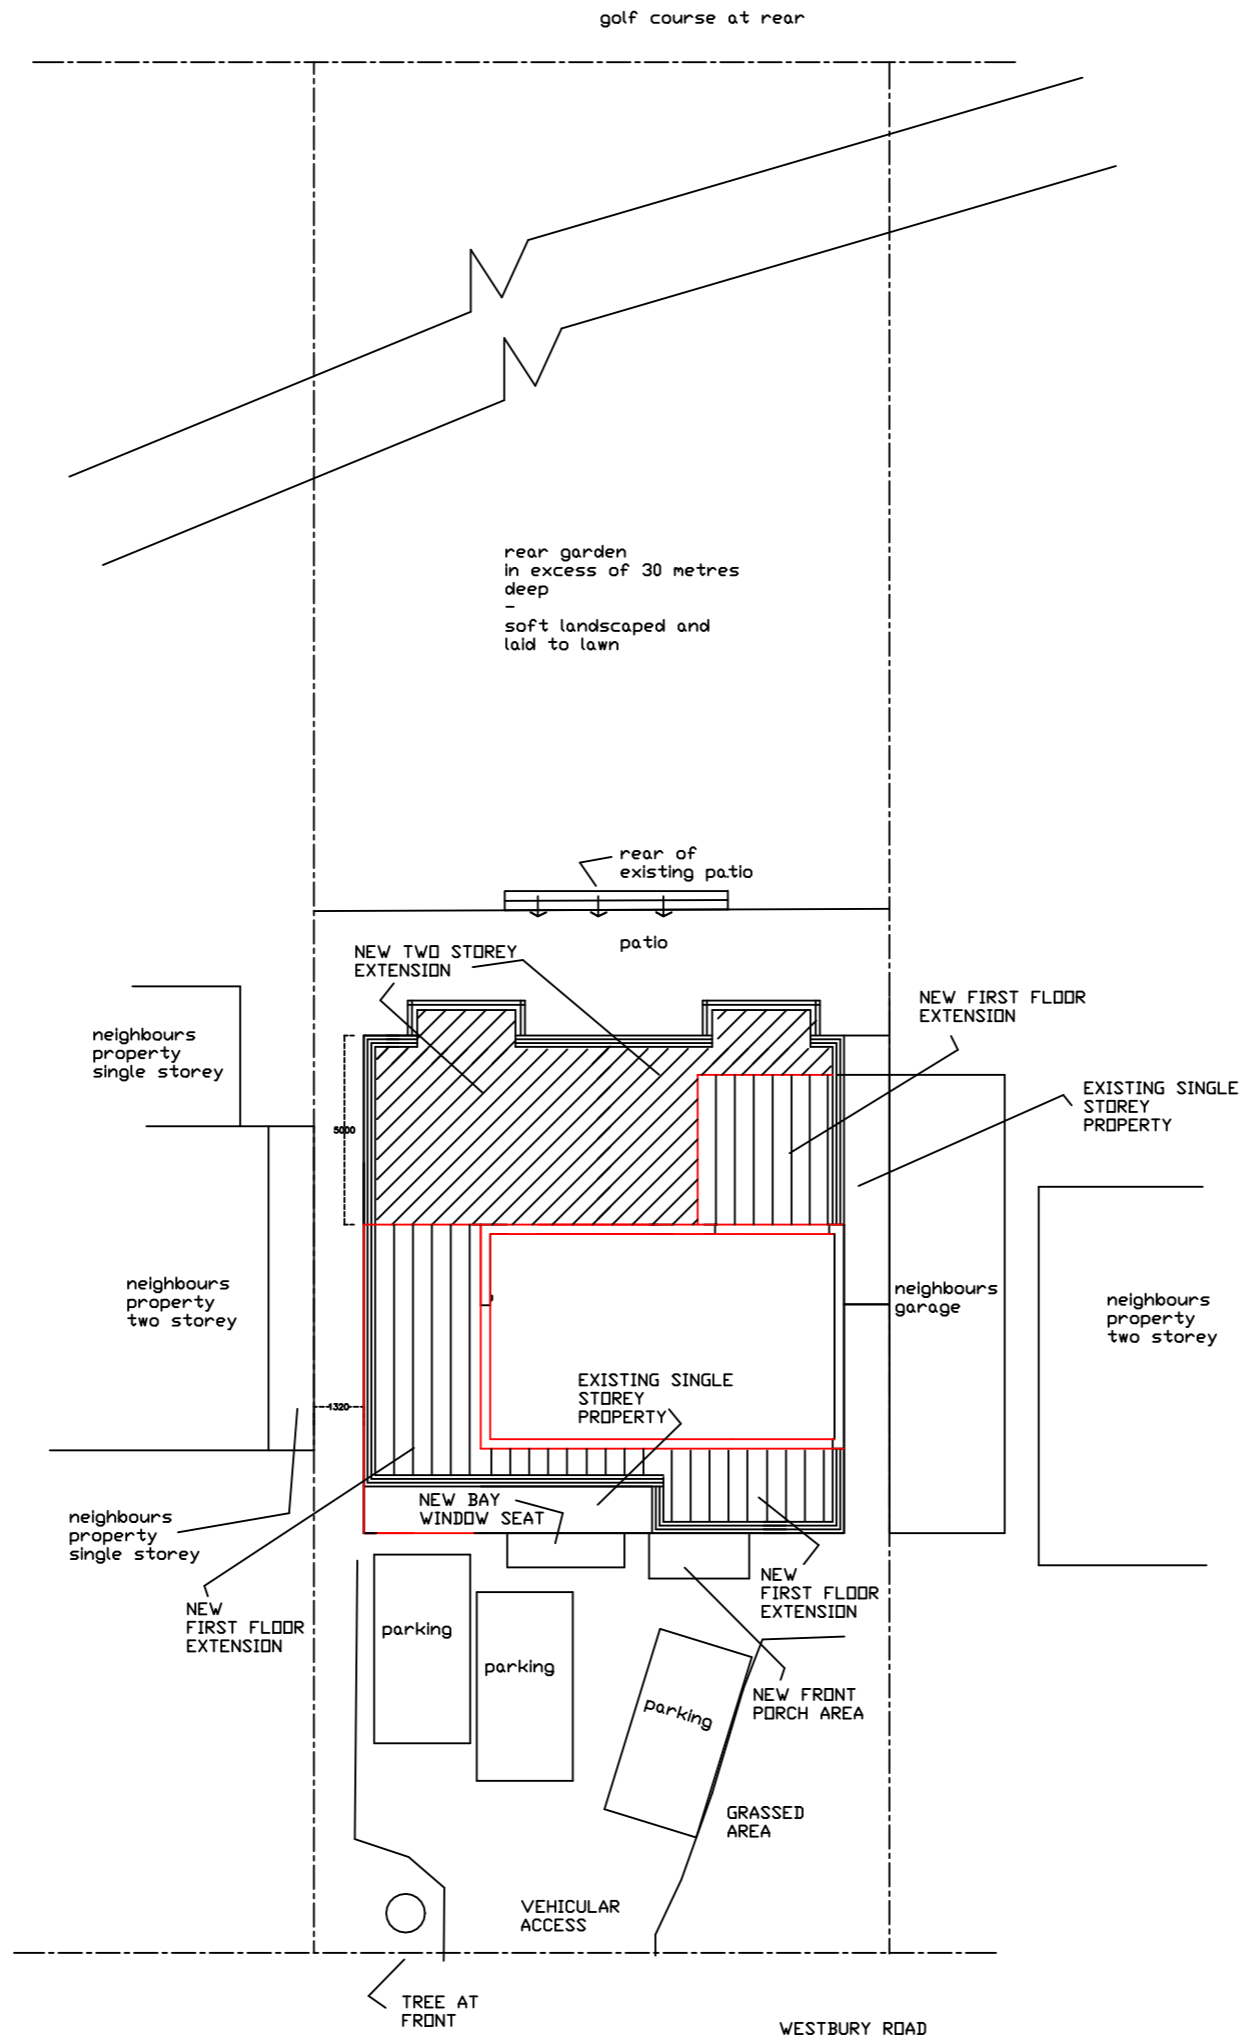 golf course at rear
rear garden
in excess of 30 metres
deep
-
soft landscaped and
laid to lawn
rear of
existing patio
patio
NEW TWO STOREY
EXTENSION
NEW FIRST FLOOR
EXTENSION
neighbours
property
single storey
EXISTING SINGLE
STOREY
PROPERTY
5000
neighbours
property
two storey
neighbours
garage
neighbours
property
two storey
EXISTING SINGLE
STOREY
PROPERTY
1320
NEW BAY
WINDOW SEAT
neighbours
property
single storey
NEW
FIRST FLOOR
EXTENSION
NEW
FIRST FLOOR
EXTENSION
parking
parking
parking
NEW FRONT
PORCH AREA
GRASSED
AREA
VEHICULAR
ACCESS
TREE AT
FRONT
WESTBURY ROAD